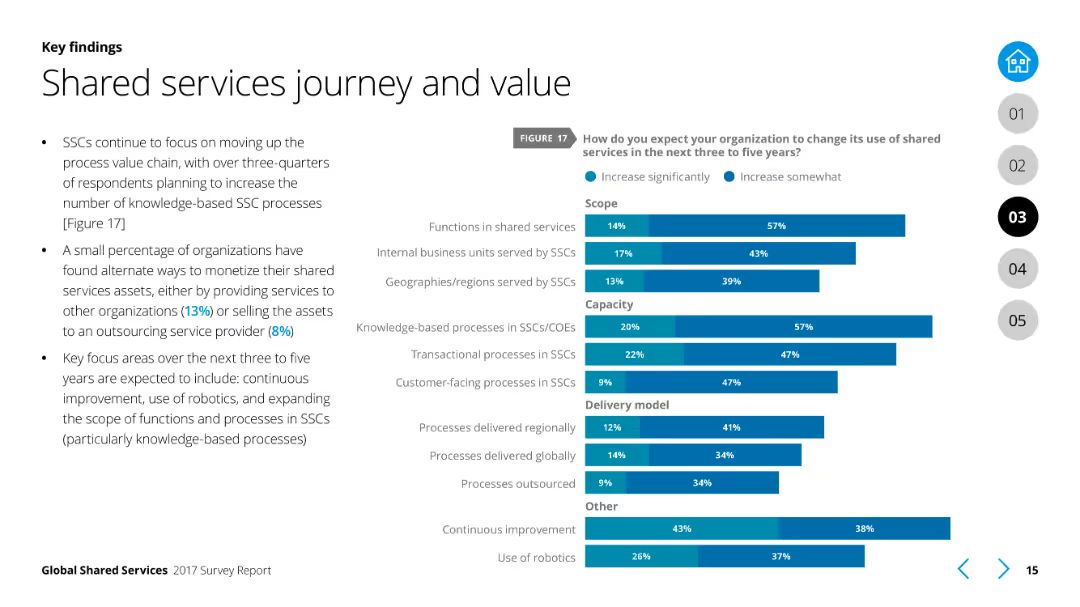 Key findings
Shared services journey and value
• SSCs continue to focus on moving up the
process value chain, with over three-quarters
of respondents planning to increase the
number of knowledge-based SSC processes
[Figure 17]
• A small percentage of organizations have
found alternate ways to monetize their shared
services assets, either by providing services to
other organizations (13%) or selling the assets
to an outsourcing service provider (8%)
• Key focus areas over the next three to five
years are expected to include: continuous
improvement, use of robotics, and expanding
the scope of functions and processes in SSCs
(particularly knowledge-based processes)
FIGURE 17
How do you expect your organization to change its use of shared
services in the next three to five years?
Increase significantly Increase somewhat
Scope
Functions in shared services 14% 57%
Internal business units served by SSCs 17% 43%
Geographies/regions served by SSCs 13% 39%
Capacity
Knowledge-based processes in SSCs/COEs 20% 57%
Transactional processes in SSCs 22% 47%
Customer-facing processes in SSCs 9% 47%
Delivery model
Processes delivered regionally 12% 41%
Processes delivered globally 14% 34%
Processes outsourced 9% 34%
Other
Continuous improvement 43% 38%
Use of robotics 26% 37%
01
02
03
04
05
Global Shared Services 2017 Survey Report
15